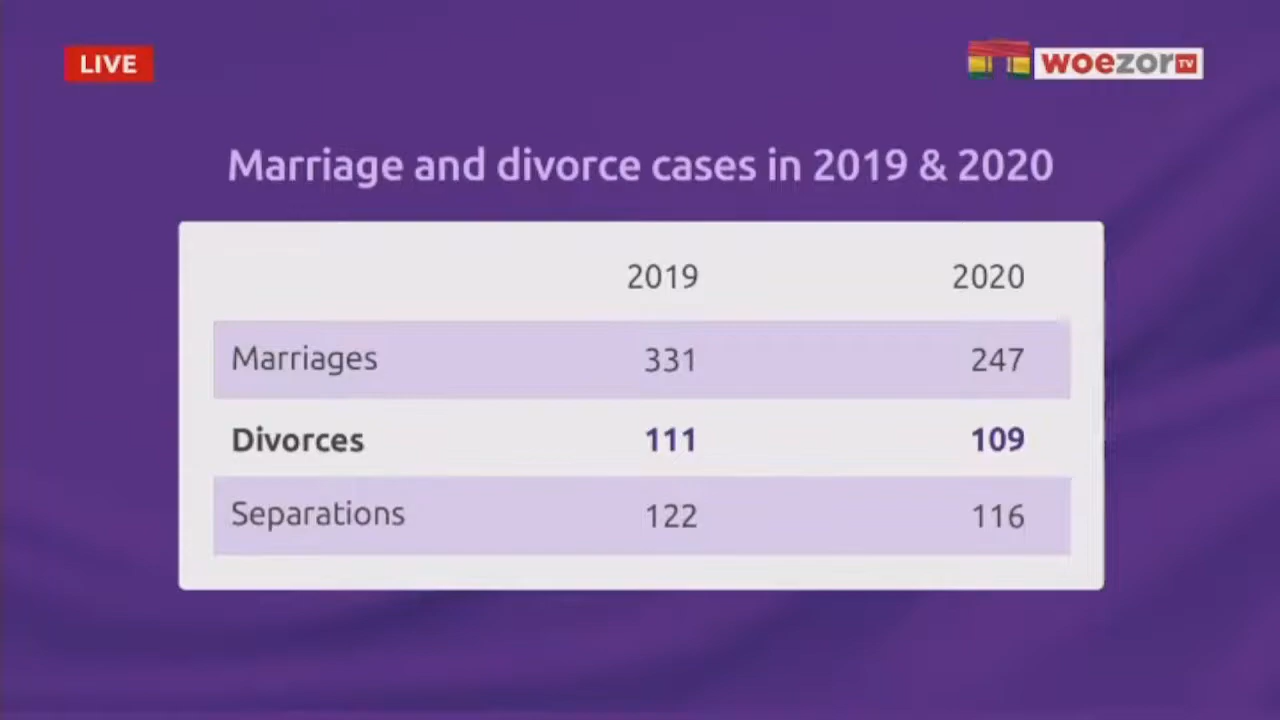 LIVE
woezor TV
Marriage and divorce cases in 2019 & 2020
2019 2020
Marriages 331 247
Divorces 111 109
Separations 122 116